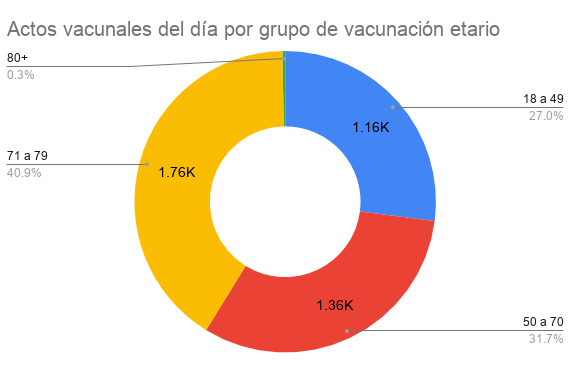 Actos vacunales del día por grupo de vacunación etario
80+
0.3%
18 a 49
27.0%
1.16K
71 a 79
40.9%
1.76K
1.36K
50 a 70
31.7%